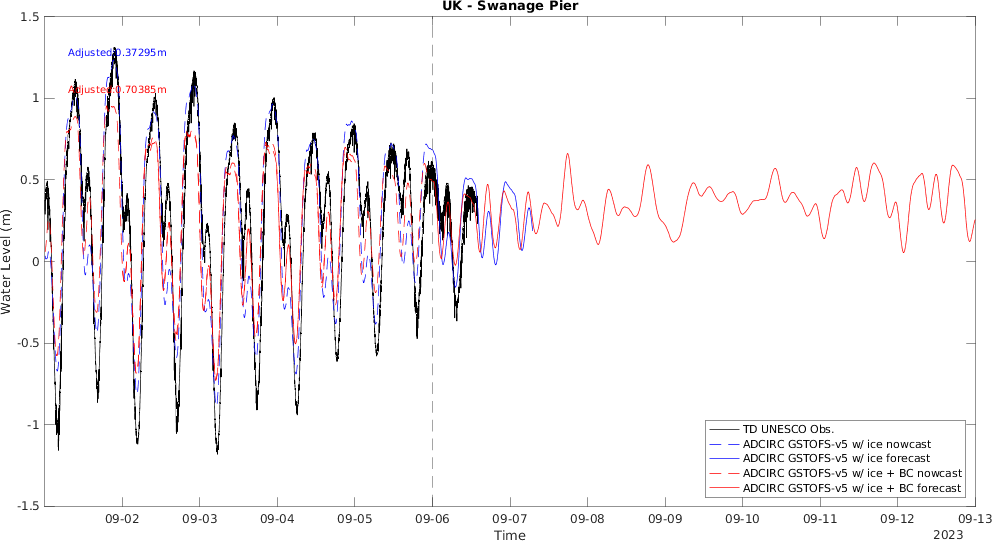 UK - Swanage Pier
1.5
1
0.5
0
-0.5
-1
-1.5
Water Level (m)
Adjusted:0.37295m
Adjusted:0.70385m
TD UNESCO Obs.
ADCIRC GSTOFS-v5 w/ ice nowcast
ADCIRC GSTOFS-v5 w/ ice forecast
ADCIRC GSTOFS-v5 w/ ice + BC nowcast
ADCIRC GSTOFS-v5 w/ ice + BC forecast
09-02 09-03 09-04 09-05 09-06 09-07 09-08 09-09 09-10 09-11 09-12 09-13
Time
2023